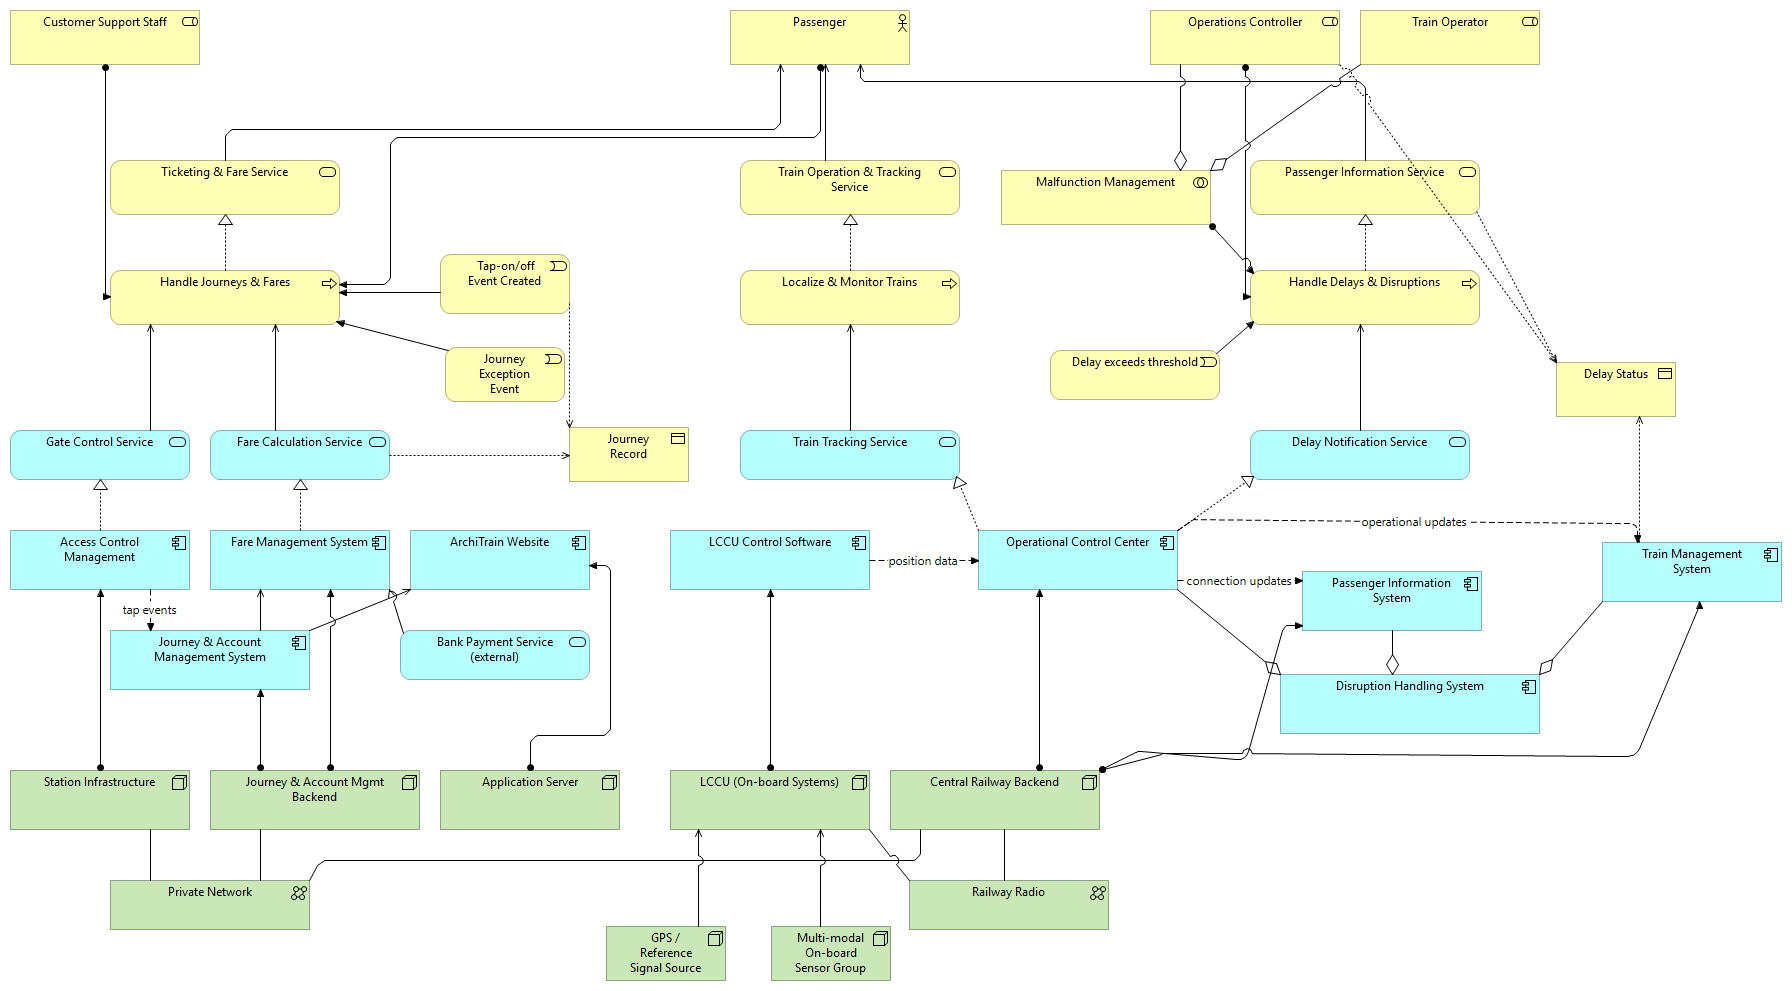 Customer Support Staff
Passenger
Operations Controller
Train Operator
Ticketing & Fare Service
Train Operation & Tracking
Service
Malfunction Management
Passenger Information Service
Handle Journeys & Fares
Tap-on/off
Event Created
Localize & Monitor Trains
Handle Delays & Disruptions
Journey
Exception
Event
Delay exceeds threshold
Delay Status
Gate Control Service
Fare Calculation Service
Journey
Record
Train Tracking Service
Delay Notification Service
operational updates
Access Control
Management
Fare Management System
ArchiTrain Website
LCCU Control Software
position data
Operational Control Center
Train Management
System
connection updates
Passenger Information
System
tap events
Journey & Account
Management System
Bank Payment Service
(external)
Disruption Handling System
Station Infrastructure
Journey & Account Mgmt
Backend
Application Server
LCCU (On-board Systems)
Central Railway Backend
Private Network
Railway Radio
GPS /
Reference
Signal Source
Multi-modal
On-board
Sensor Group